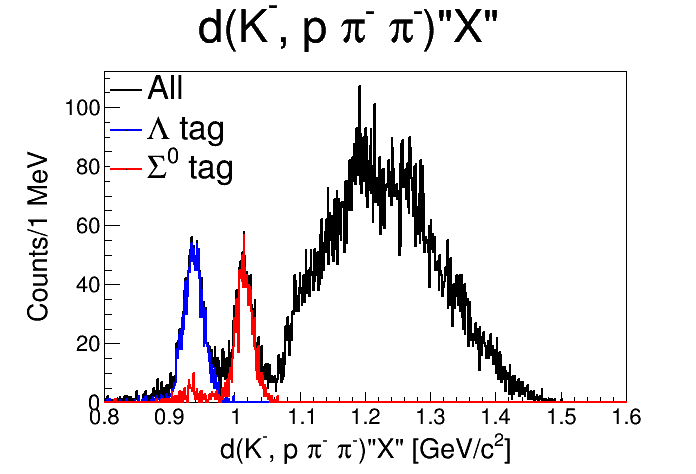 d(K⁻, p π⁻ π⁻)"X"
All
Λ tag
Σ⁰ tag
Counts/1 MeV
100
80
60
40
20
0
0.8 0.9 1 1.1 1.2 1.3 1.4 1.5 1.6
d(K⁻, p π⁻ π⁻)"X" [GeV/c²]